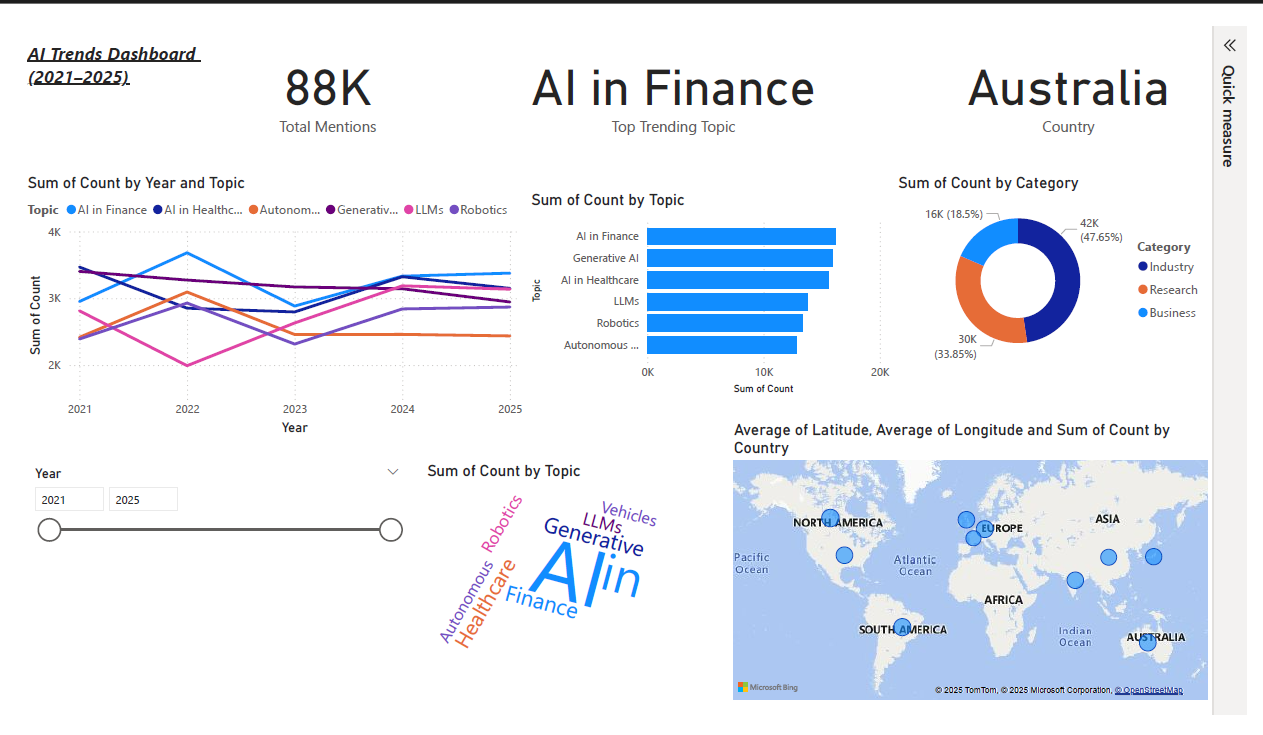 AI Trends Dashboard
(2021–2025)
88K
Total Mentions
AI in Finance
Top Trending Topic
Australia
Country
Quick measure
Sum of Count by Year and Topic
Topic AI in Finance AI in Healthc... Autonom... Generativ... LLMs Robotics
4K
3K
2K
Sum of Count
2021 2022 2023 2024 2025
Year
Sum of Count by Topic
Topic
AI in Finance
Generative AI
AI in Healthcare
LLMs
Robotics
Autonomous ...
0K 10K 20K
Sum of Count
Sum of Count by Category
16K (18.5%)
42K
(47.65%)
30K
(33.85%)
Category
Industry
Research
Business
Year
2021 2025
Sum of Count by Topic
Robotics
Vehicles
LLMs
Generative
AI
in
Finance
Autonomous
Healthcare
Average of Latitude, Average of Longitude and Sum of Count by
Country
NORTH AMERICA
EUROPE
ASIA
Pacific
Ocean
Atlantic
Ocean
AFRICA
SOUTH AMERICA
Indian
Ocean
AUSTRALIA
Microsoft Bing
© 2025 TomTom, © 2025 Microsoft Corporation, © OpenStreetMap